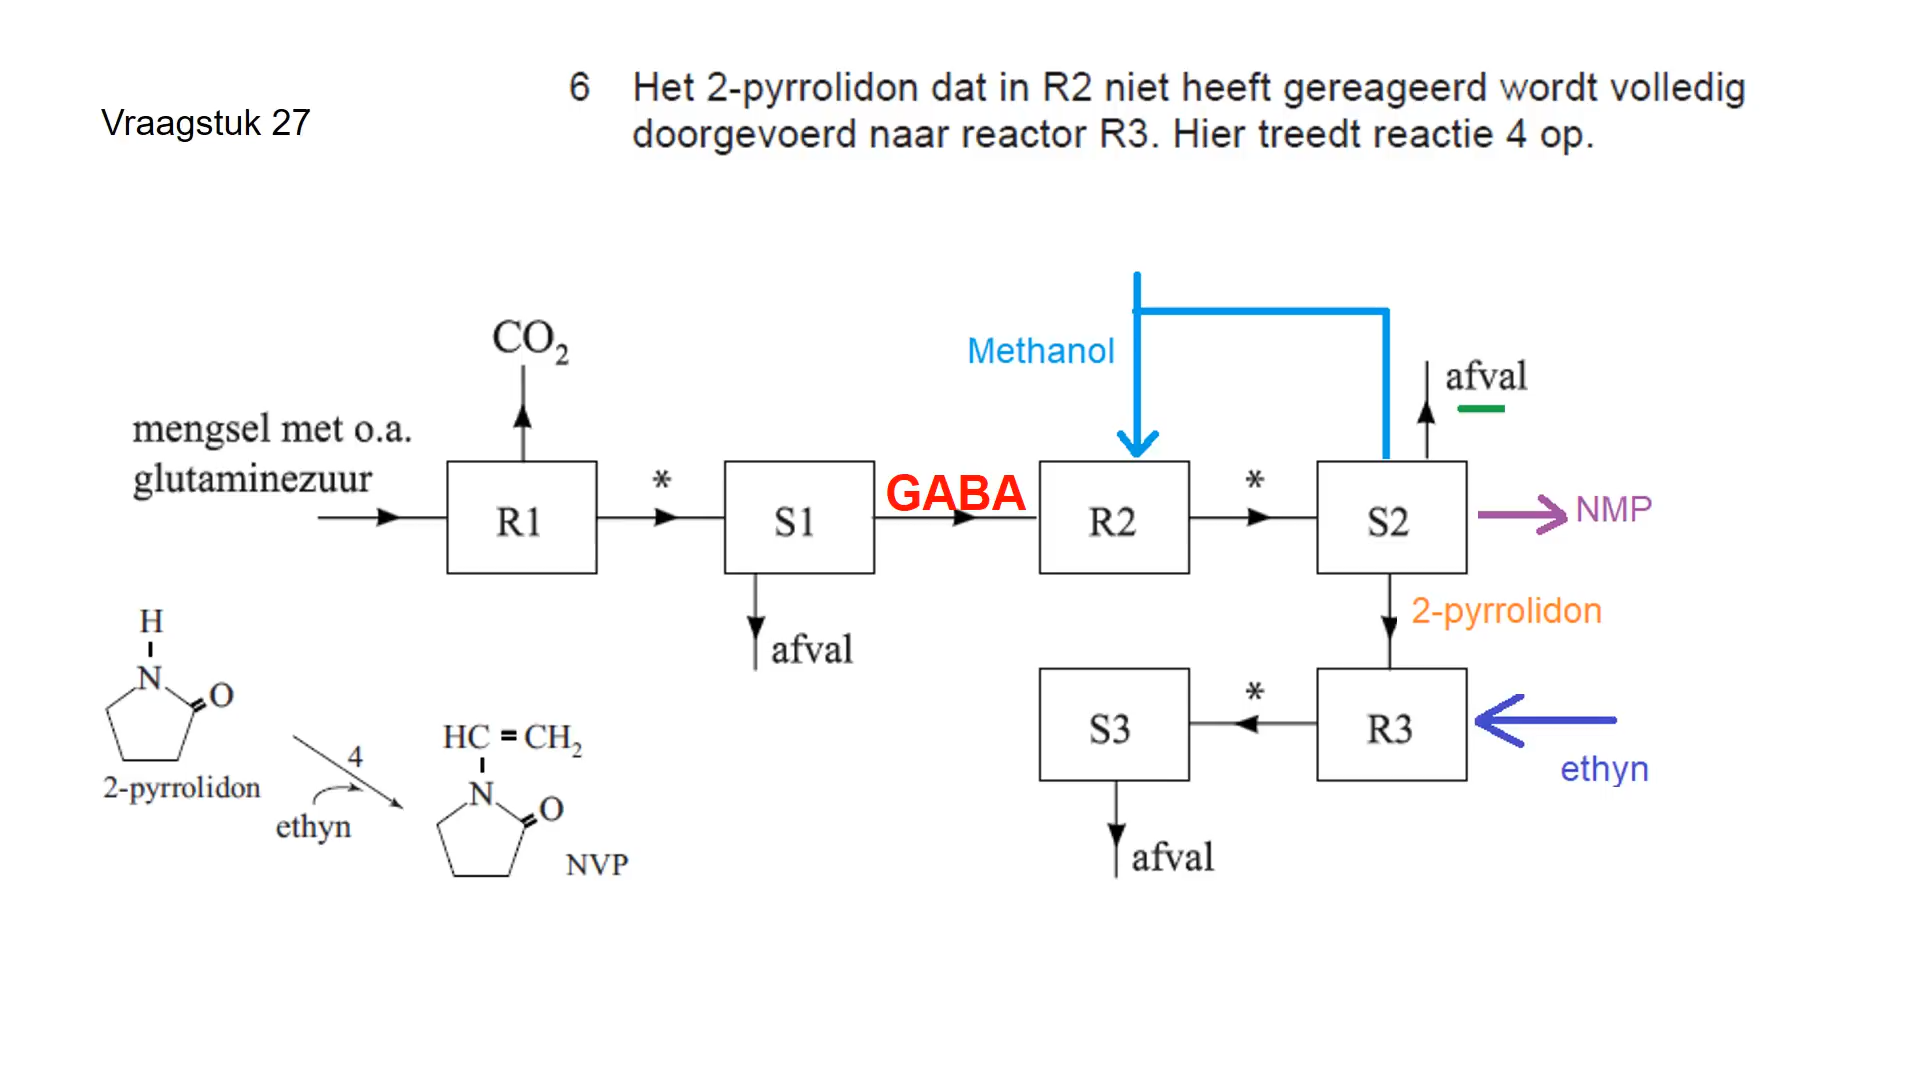 Vraagstuk 27
6 Het 2-pyrrolidon dat in R2 niet heeft gereageerd wordt volledig
doorgevoerd naar reactor R3. Hier treedt reactie 4 op.
CO2
Methanol
afval
mengsel met o.a.
glutaminezuur
R1
*
S1
GABA
R2
*
S2
NMP
afval
2-pyrrolidon
S3
*
R3
ethyn
afval
H
N
O
2-pyrrolidon
4
ethyn
HC = CH2
N
O
NVP